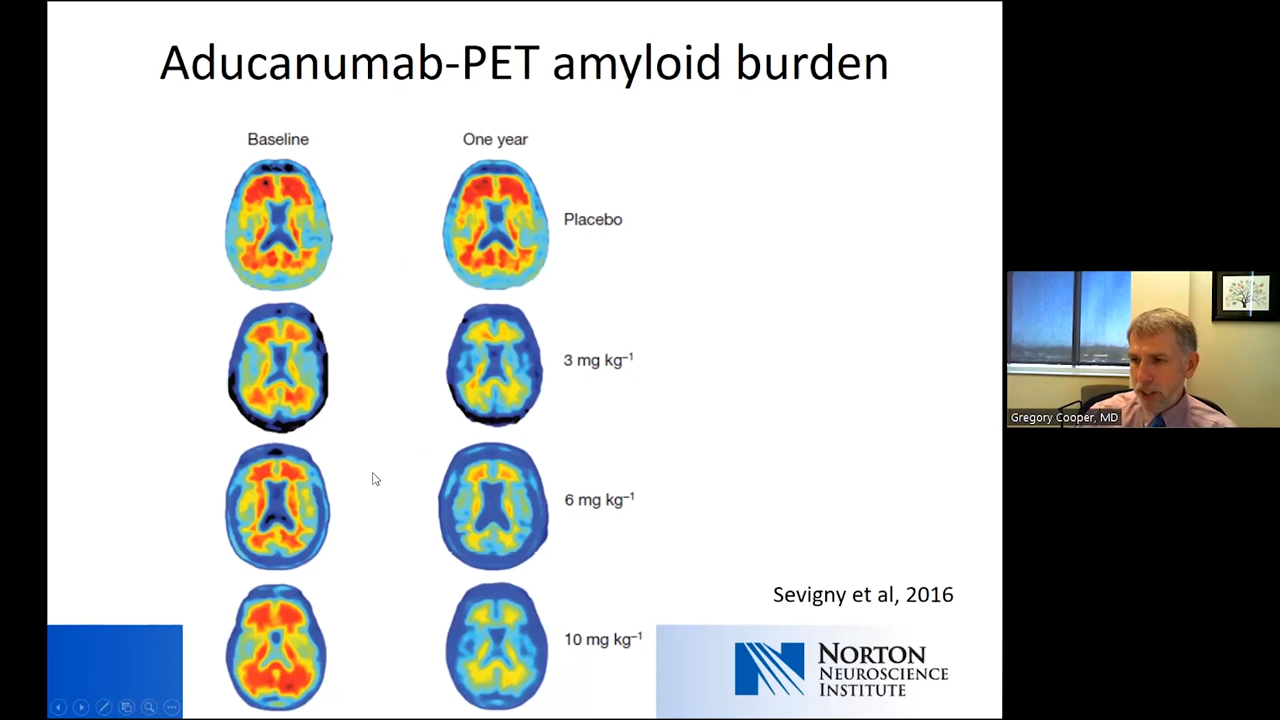 Aducanumab-PET amyloid burden
Baseline
One year
Placebo
3 mg kg⁻¹
6 mg kg⁻¹
10 mg kg⁻¹
Sevigny et al, 2016
NORTON
NEUROSCIENCE
INSTITUTE
Gregory Cooper, MD